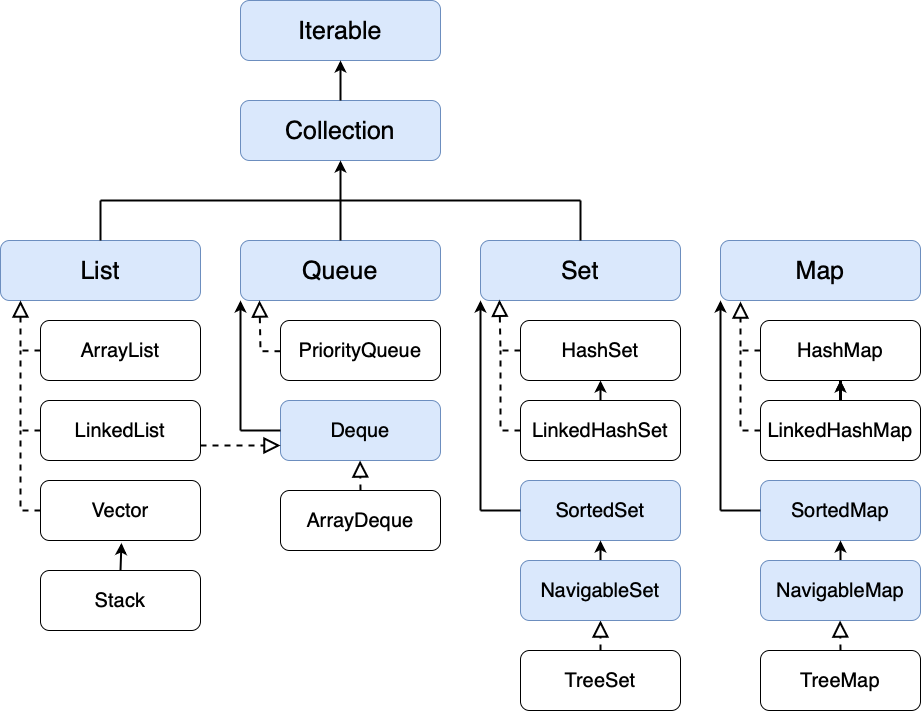 Iterable
Collection
List
Queue
Set
Map
ArrayList
PriorityQueue
HashSet
HashMap
LinkedList
Deque
LinkedHashSet
LinkedHashMap
Vector
ArrayDeque
SortedSet
SortedMap
Stack
NavigableSet
NavigableMap
TreeSet
TreeMap